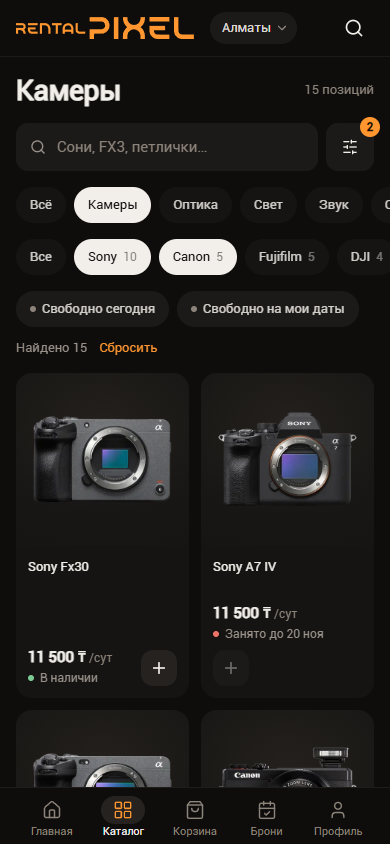 RENTAL PIXEL Алматы
Камеры 15 позиций
Сони, FX3, петлички... 2
Всё Камеры Оптика Свет Звук
Все Sony 10 Canon 5 Fujifilm 5 DJI 4
Свободно сегодня Свободно на мои даты
Найдено 15 Сбросить
α
SONY
α
7
Sony Fx30
Sony A7 IV
11 500 ₸ /сут
В наличии
11 500 ₸ /сут
Занято до 20 ноя
α
Canon
Главная Каталог Корзина Брони Профиль